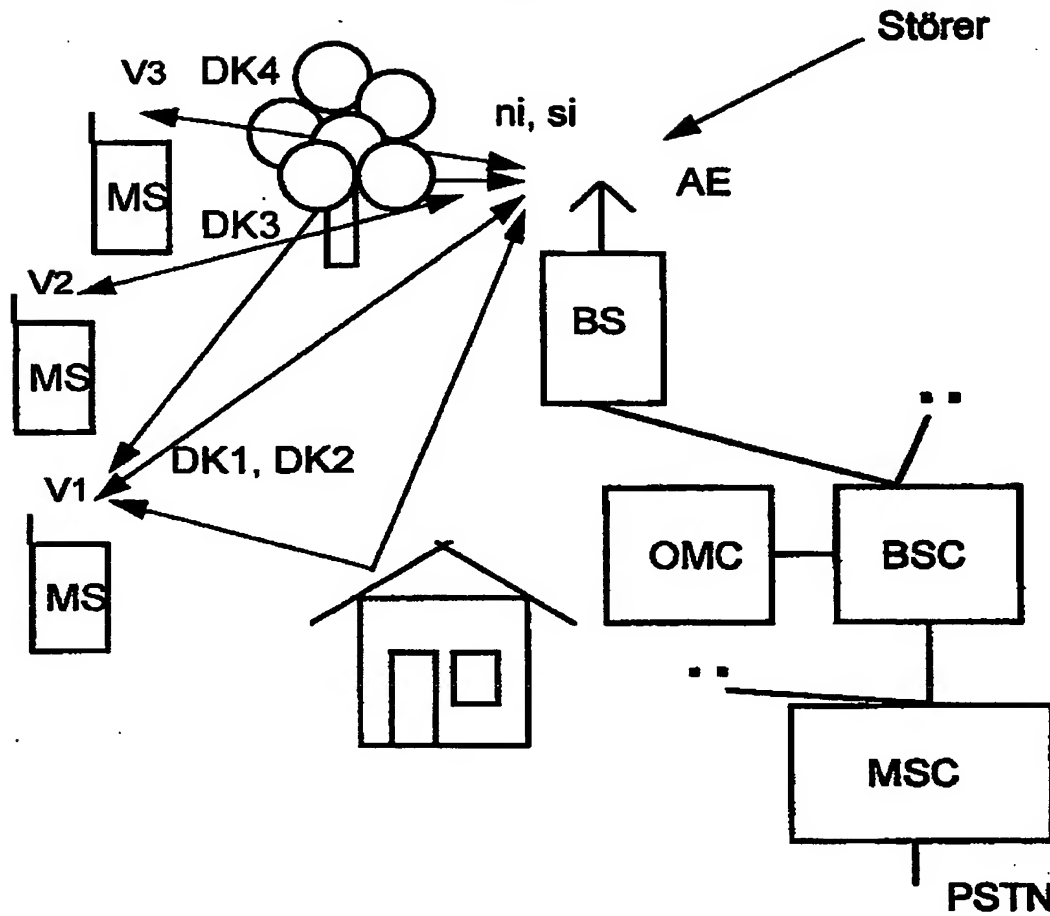 Störer
V3 DK4
ni, si
MS
AE
DK3
V2
BS
MS
DK1, DK2
V1
OMC
BSC
MS
MSC
PSTN